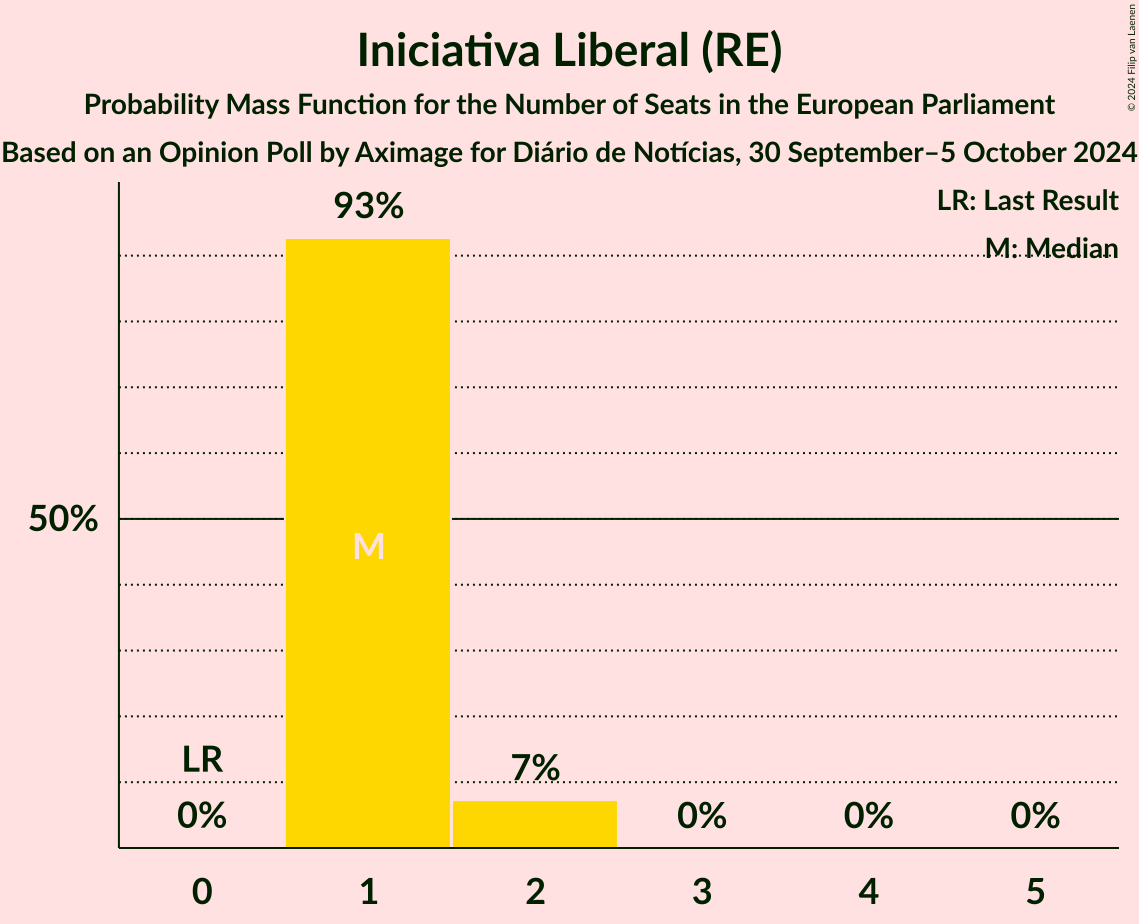 Iniciativa Liberal (RE)
Probability Mass Function for the Number of Seats in the European Parliament
Based on an Opinion Poll by Aximage for Diário de Notícias, 30 September–5 October 2024
© 2024 Filip van Laenen
LR: Last Result
M: Median
93%
50%
M
LR
7%
0%
0%
0%
0%
0 1 2 3 4 5